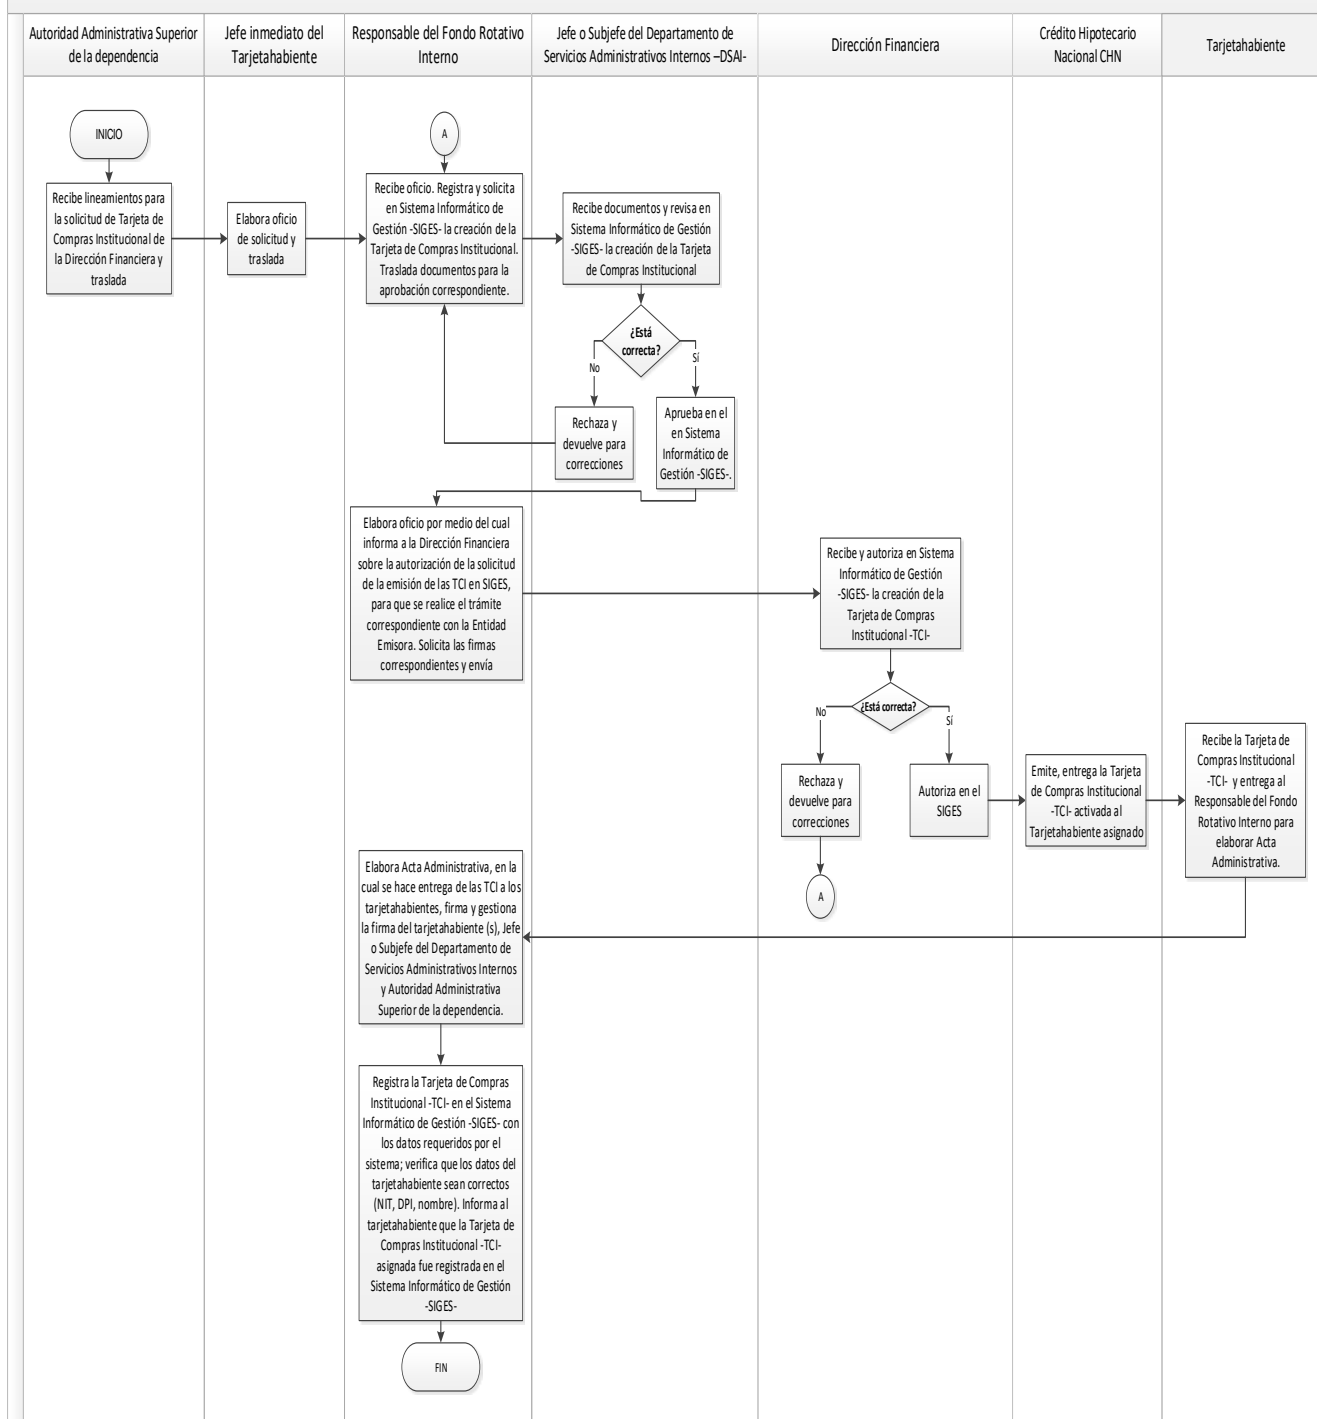 Autoridad Administrativa Superior
de la dependencia
Jefe inmediato del
Tarjetahabiente
Responsable del Fondo Rotativo
Interno
Jefe o Subjefe del Departamento de
Servicios Administrativos Internos –DSAI-
Dirección Financiera
Crédito Hipotecario
Nacional CHN
Tarjetahabiente
INICIO
Recibe lineamientos para
la solicitud de Tarjeta de
Compras Institucional de
la Dirección Financiera y
traslada
Elabora oficio
de solicitud y
traslada
A
Recibe oficio. Registra y solicita
en Sistema Informático de
Gestión -SIGES- la creación de la
Tarjeta de Compras Institucional.
Traslada documentos para la
aprobación correspondiente.
Recibe documentos y revisa en
Sistema Informático de Gestión
-SIGES- la creación de la Tarjeta
de Compras Institucional
¿Está
correcta?
No
Sí
Rechaza y
devuelve para
correcciones
Aprueba en el
en Sistema
Informático de
Gestión -SIGES-.
Elabora oficio por medio del cual
informa a la Dirección Financiera
sobre la autorización de la solicitud
de la emisión de las TCI en SIGES,
para que se realice el trámite
correspondiente con la Entidad
Emisora. Solicita las firmas
correspondientes y envía
Recibe y autoriza en Sistema
Informático de Gestión
-SIGES- la creación de la
Tarjeta de Compras
Institucional -TCI-
¿Está correcta?
No
Sí
Rechaza y
devuelve para
correcciones
A
Autoriza en el
SIGES
Emite, entrega la Tarjeta
de Compras Institucional
-TCI- activada al
Tarjetahabiente asignado
Recibe la Tarjeta de
Compras Institucional
-TCI- y entrega al
Responsable del Fondo
Rotativo Interno para
elaborar Acta
Administrativa.
Elabora Acta Administrativa, en la
cual se hace entrega de las TCI a los
tarjetahabientes, firma y gestiona
la firma del tarjetahabiente (s), Jefe
o Subjefe del Departamento de
Servicios Administrativos Internos
y Autoridad Administrativa
Superior de la dependencia.
Registra la Tarjeta de Compras
Institucional -TCI- en el Sistema
Informático de Gestión -SIGES- con
los datos requeridos por el
sistema; verifica que los datos del
tarjetahabiente sean correctos
(NIT, DPI, nombre). Informa al
tarjetahabiente que la Tarjeta de
Compras Institucional -TCI-
asignada fue registrada en el
Sistema Informático de Gestión
-SIGES-
FIN